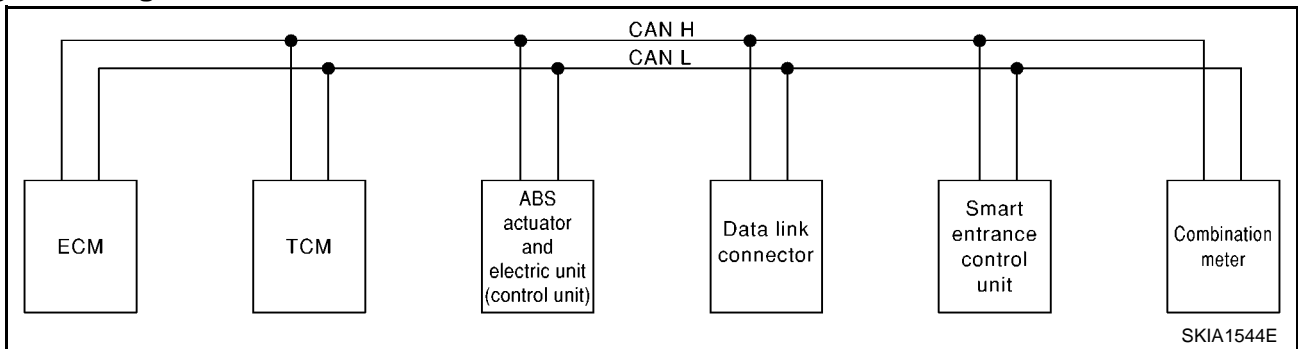 CAN H
CAN L
ECM
TCM
ABS
actuator
and
electric unit
(control unit)
Data link
connector
Smart
entrance
control
unit
Combination
meter
SKIA1544E